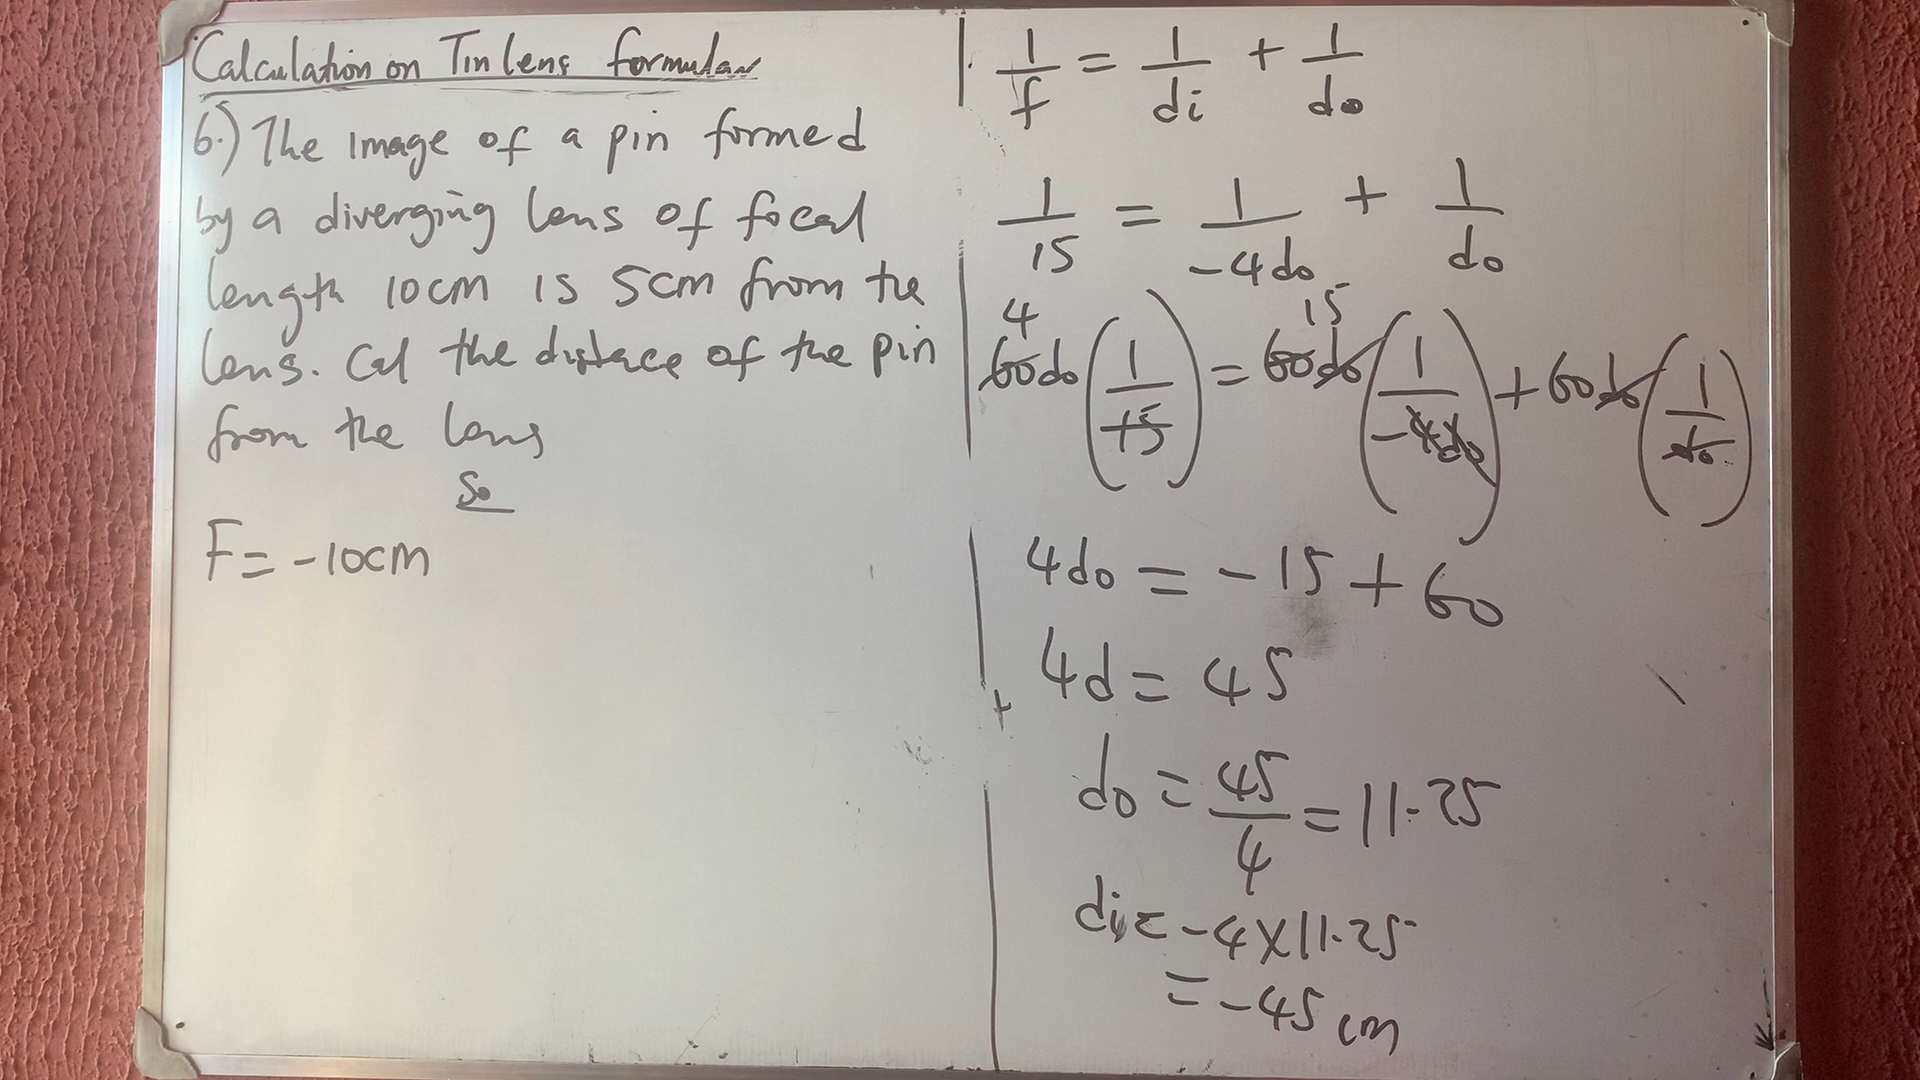 Calculation on Tin lens formular
6.) The Image of a pin formed
by a diverging lens of focal
length 10cm is 5cm from the
lens. Cal the distace of the pin
from the lens
So
F = -10cm
1/f = 1/di + 1/do
1/15 = 1/-4do + 1/do
4 15
60do (1/15) = 60do (1/-4do) + 60do (1/do)
4do = -15 + 60
4d = 45
do = 45/4 = 11.25
di = -4x11.25
= -45 cm